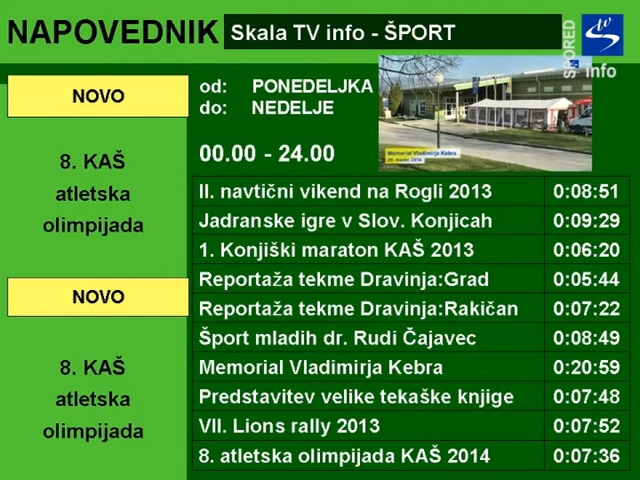 NAPOVEDNIK
Skala TV info - ŠPORT
SPORED
tv
info
NOVO
8. KAŠ
atletska
olimpijada
NOVO
8. KAŠ
atletska
olimpijada
od: PONEDELJKA
do: NEDELJE
00.00 - 24.00
Memorial Vladimirja Kebra
II. navtični vikend na Rogli 2013 0:08:51
Jadranske igre v Slov. Konjicah 0:09:29
1. Konjiški maraton KAŠ 2013 0:06:20
Reportaža tekme Dravinja:Grad 0:05:44
Reportaža tekme Dravinja:Rakičan 0:07:22
Šport mladih dr. Rudi Čajavec 0:08:49
Memorial Vladimirja Kebra 0:20:59
Predstavitev velike tekaške knjige 0:07:48
VII. Lions rally 2013 0:07:52
8. atletska olimpijada KAŠ 2014 0:07:36